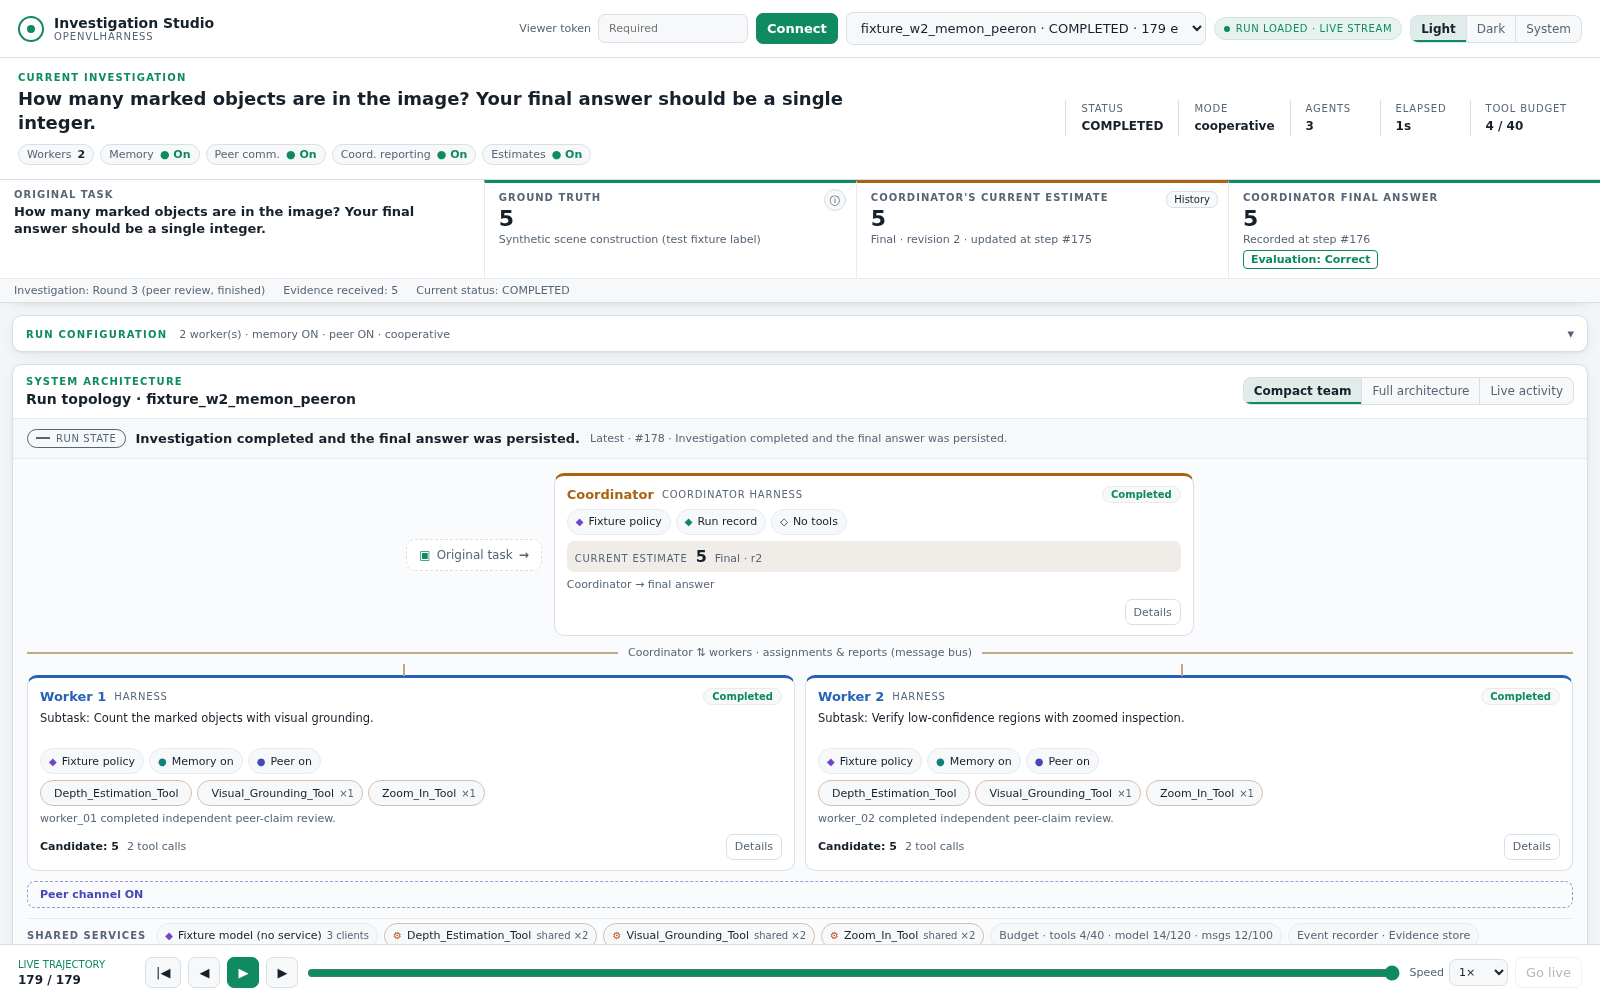 Investigation Studio
OPENVLHARNESS
Viewer token
Required
Connect
fixture_w2_memon_peeron · COMPLETED · 179 e
RUN LOADED · LIVE STREAM
Light
Dark
System
CURRENT INVESTIGATION
How many marked objects are in the image? Your final answer should be a single
integer.
Workers 2
Memory ● On
Peer comm. ● On
Coord. reporting ● On
Estimates ● On
STATUS
COMPLETED
MODE
cooperative
AGENTS
3
ELAPSED
1s
TOOL BUDGET
4 / 40
ORIGINAL TASK
How many marked objects are in the image? Your final
answer should be a single integer.
GROUND TRUTH
ⓘ
5
Synthetic scene construction (test fixture label)
COORDINATOR'S CURRENT ESTIMATE
History
5
Final · revision 2 · updated at step #175
COORDINATOR FINAL ANSWER
5
Recorded at step #176
Evaluation: Correct
Investigation: Round 3 (peer review, finished)
Evidence received: 5
Current status: COMPLETED
RUN CONFIGURATION
2 worker(s) · memory ON · peer ON · cooperative
SYSTEM ARCHITECTURE
Run topology · fixture_w2_memon_peeron
Compact team
Full architecture
Live activity
RUN STATE
Investigation completed and the final answer was persisted.
Latest · #178 · Investigation completed and the final answer was persisted.
Original task →
Coordinator
COORDINATOR HARNESS
Completed
Fixture policy
Run record
No tools
CURRENT ESTIMATE 5 Final · r2
Coordinator → final answer
Details
Coordinator ⇅ workers · assignments & reports (message bus)
Worker 1
HARNESS
Completed
Subtask: Count the marked objects with visual grounding.
Fixture policy
Memory on
Peer on
Depth_Estimation_Tool
Visual_Grounding_Tool ×1
Zoom_In_Tool ×1
worker_01 completed independent peer-claim review.
Candidate: 5
2 tool calls
Details
Worker 2
HARNESS
Completed
Subtask: Verify low-confidence regions with zoomed inspection.
Fixture policy
Memory on
Peer on
Depth_Estimation_Tool
Visual_Grounding_Tool ×1
Zoom_In_Tool ×1
worker_02 completed independent peer-claim review.
Candidate: 5
2 tool calls
Details
Peer channel ON
SHARED SERVICES
Fixture model (no service) 3 clients
Depth_Estimation_Tool shared ×2
Visual_Grounding_Tool shared ×2
Zoom_In_Tool shared ×2
Budget · tools 4/40 · model 14/120 · msgs 12/100
Event recorder · Evidence store
LIVE TRAJECTORY
179 / 179
Speed
1×
Go live